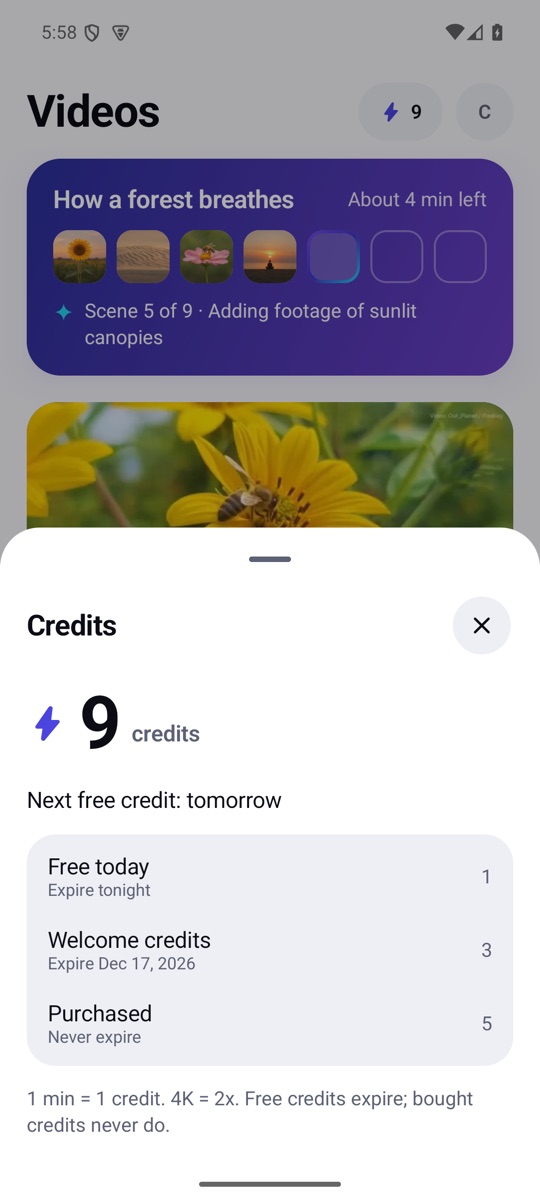 5:58
Videos
9
C
How a forest breathes
About 4 min left
Scene 5 of 9 · Adding footage of sunlit
canopies
Credits
9 credits
Next free credit: tomorrow
Free today
Expire tonight
1
Welcome credits
Expire Dec 17, 2026
3
Purchased
Never expire
5
1 min = 1 credit. 4K = 2x. Free credits expire; bought
credits never do.